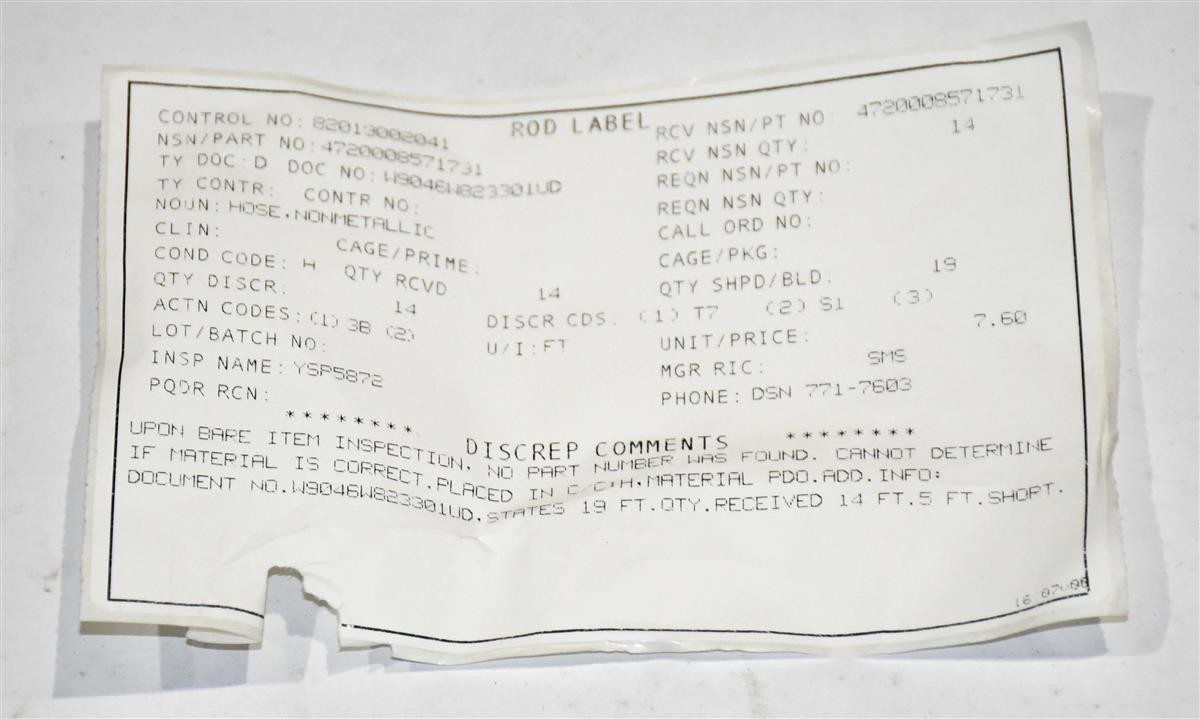 ROD LABEL
CONTROL NO: 82013002041
NSN/PART NO: 4720008571731
TY DOC: D DOC NO: W9046W823301UD
TY CONTR: CONTR NO:
NOUN: HOSE,NONMETALLIC
CLIN: CAGE/PRIME:
COND CODE: H QTY RCVD 14
QTY DISCR: 14
ACTN CODES: (1) 3B (2)
LOT/BATCH NO:
INSP NAME: YSP5872
PQDR RCN:
RCV NSN/PT NO 4720008571731
RCV NSN QTY: 14
REQN NSN/PT NO:
REQN NSN QTY:
CALL ORD NO:
CAGE/PKG:
QTY SHPD/BLD: 19
DISCR CDS: (1) T7 (2) S1 (3)
U/I: FT UNIT/PRICE: 7.60
MGR RIC: SMS
PHONE: DSN 771-7603
******** DISCREP COMMENTS ********
UPON BARE ITEM INSPECTION, NO PART NUMBER WAS FOUND. CANNOT DETERMINE
IF MATERIAL IS CORRECT.PLACED IN C/C:H.MATERIAL PDO.ADD.INFO:
DOCUMENT NO.W9046W823301UD.STATES 19 FT.QTY.RECEIVED 14 FT.5 FT.SHORT.